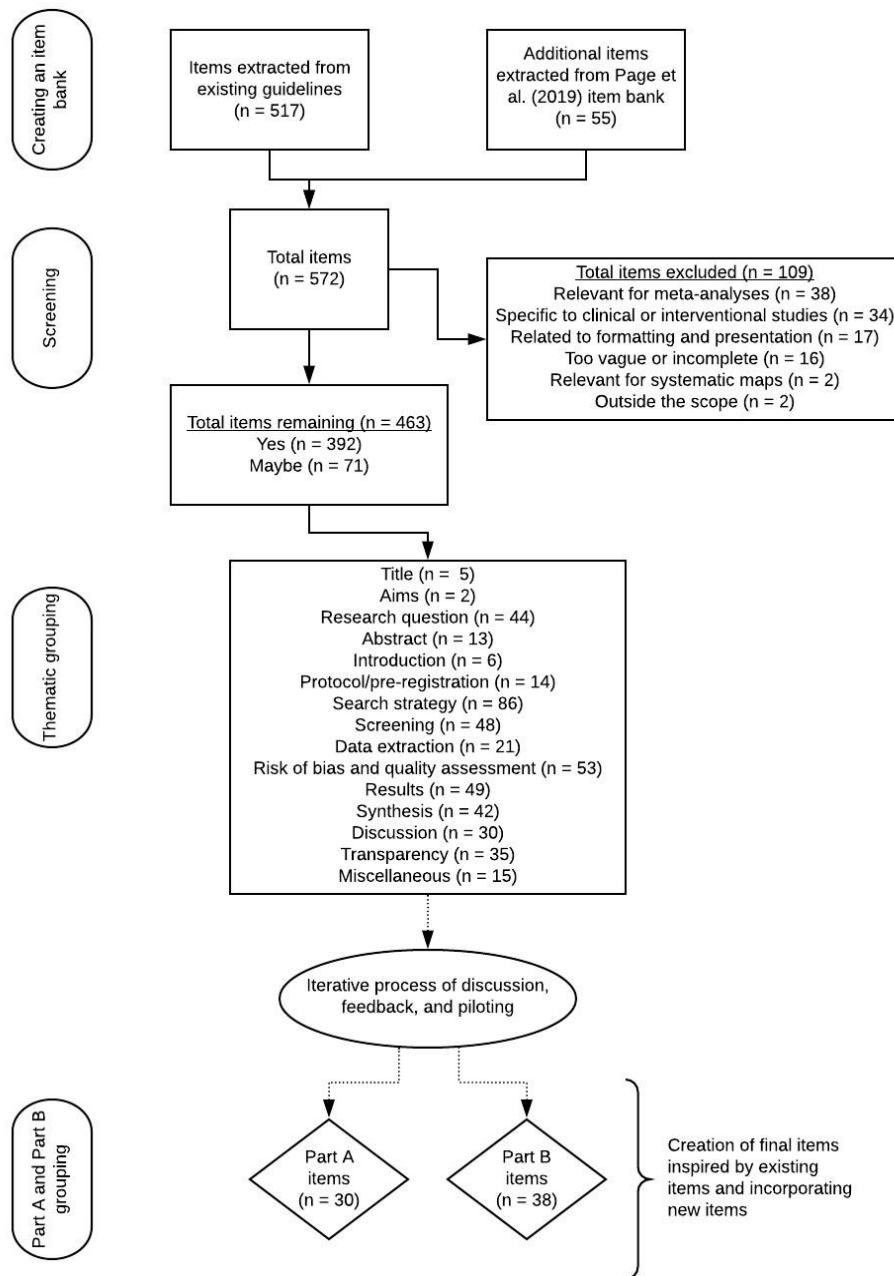 Creating an item
bank
Items extracted from
existing guidelines
(n = 517)
Additional items
extracted from Page et
al. (2019) item bank
(n = 55)
Screening
Total items
(n = 572)
Total items excluded (n = 109)
Relevant for meta-analyses (n = 38)
Specific to clinical or interventional studies (n = 34)
Related to formatting and presentation (n = 17)
Too vague or incomplete (n = 16)
Relevant for systematic maps (n = 2)
Outside the scope (n = 2)
Total items remaining (n = 463)
Yes (n = 392)
Maybe (n = 71)
Thematic grouping
Title (n =  5)
Aims (n = 2)
Research question (n = 44)
Abstract (n = 13)
Introduction (n = 6)
Protocol/pre-registration (n = 14)
Search strategy (n = 86)
Screening (n = 48)
Data extraction (n = 21)
Risk of bias and quality assessment (n = 53)
Results (n = 49)
Synthesis (n = 42)
Discussion (n = 30)
Transparency (n = 35)
Miscellaneous (n = 15)
Iterative process of discussion,
feedback, and piloting
Part A and Part B
grouping
Part A
items
(n = 30)
Part B
items
(n = 38)
Creation of final items
inspired by existing
items and incorporating
new items